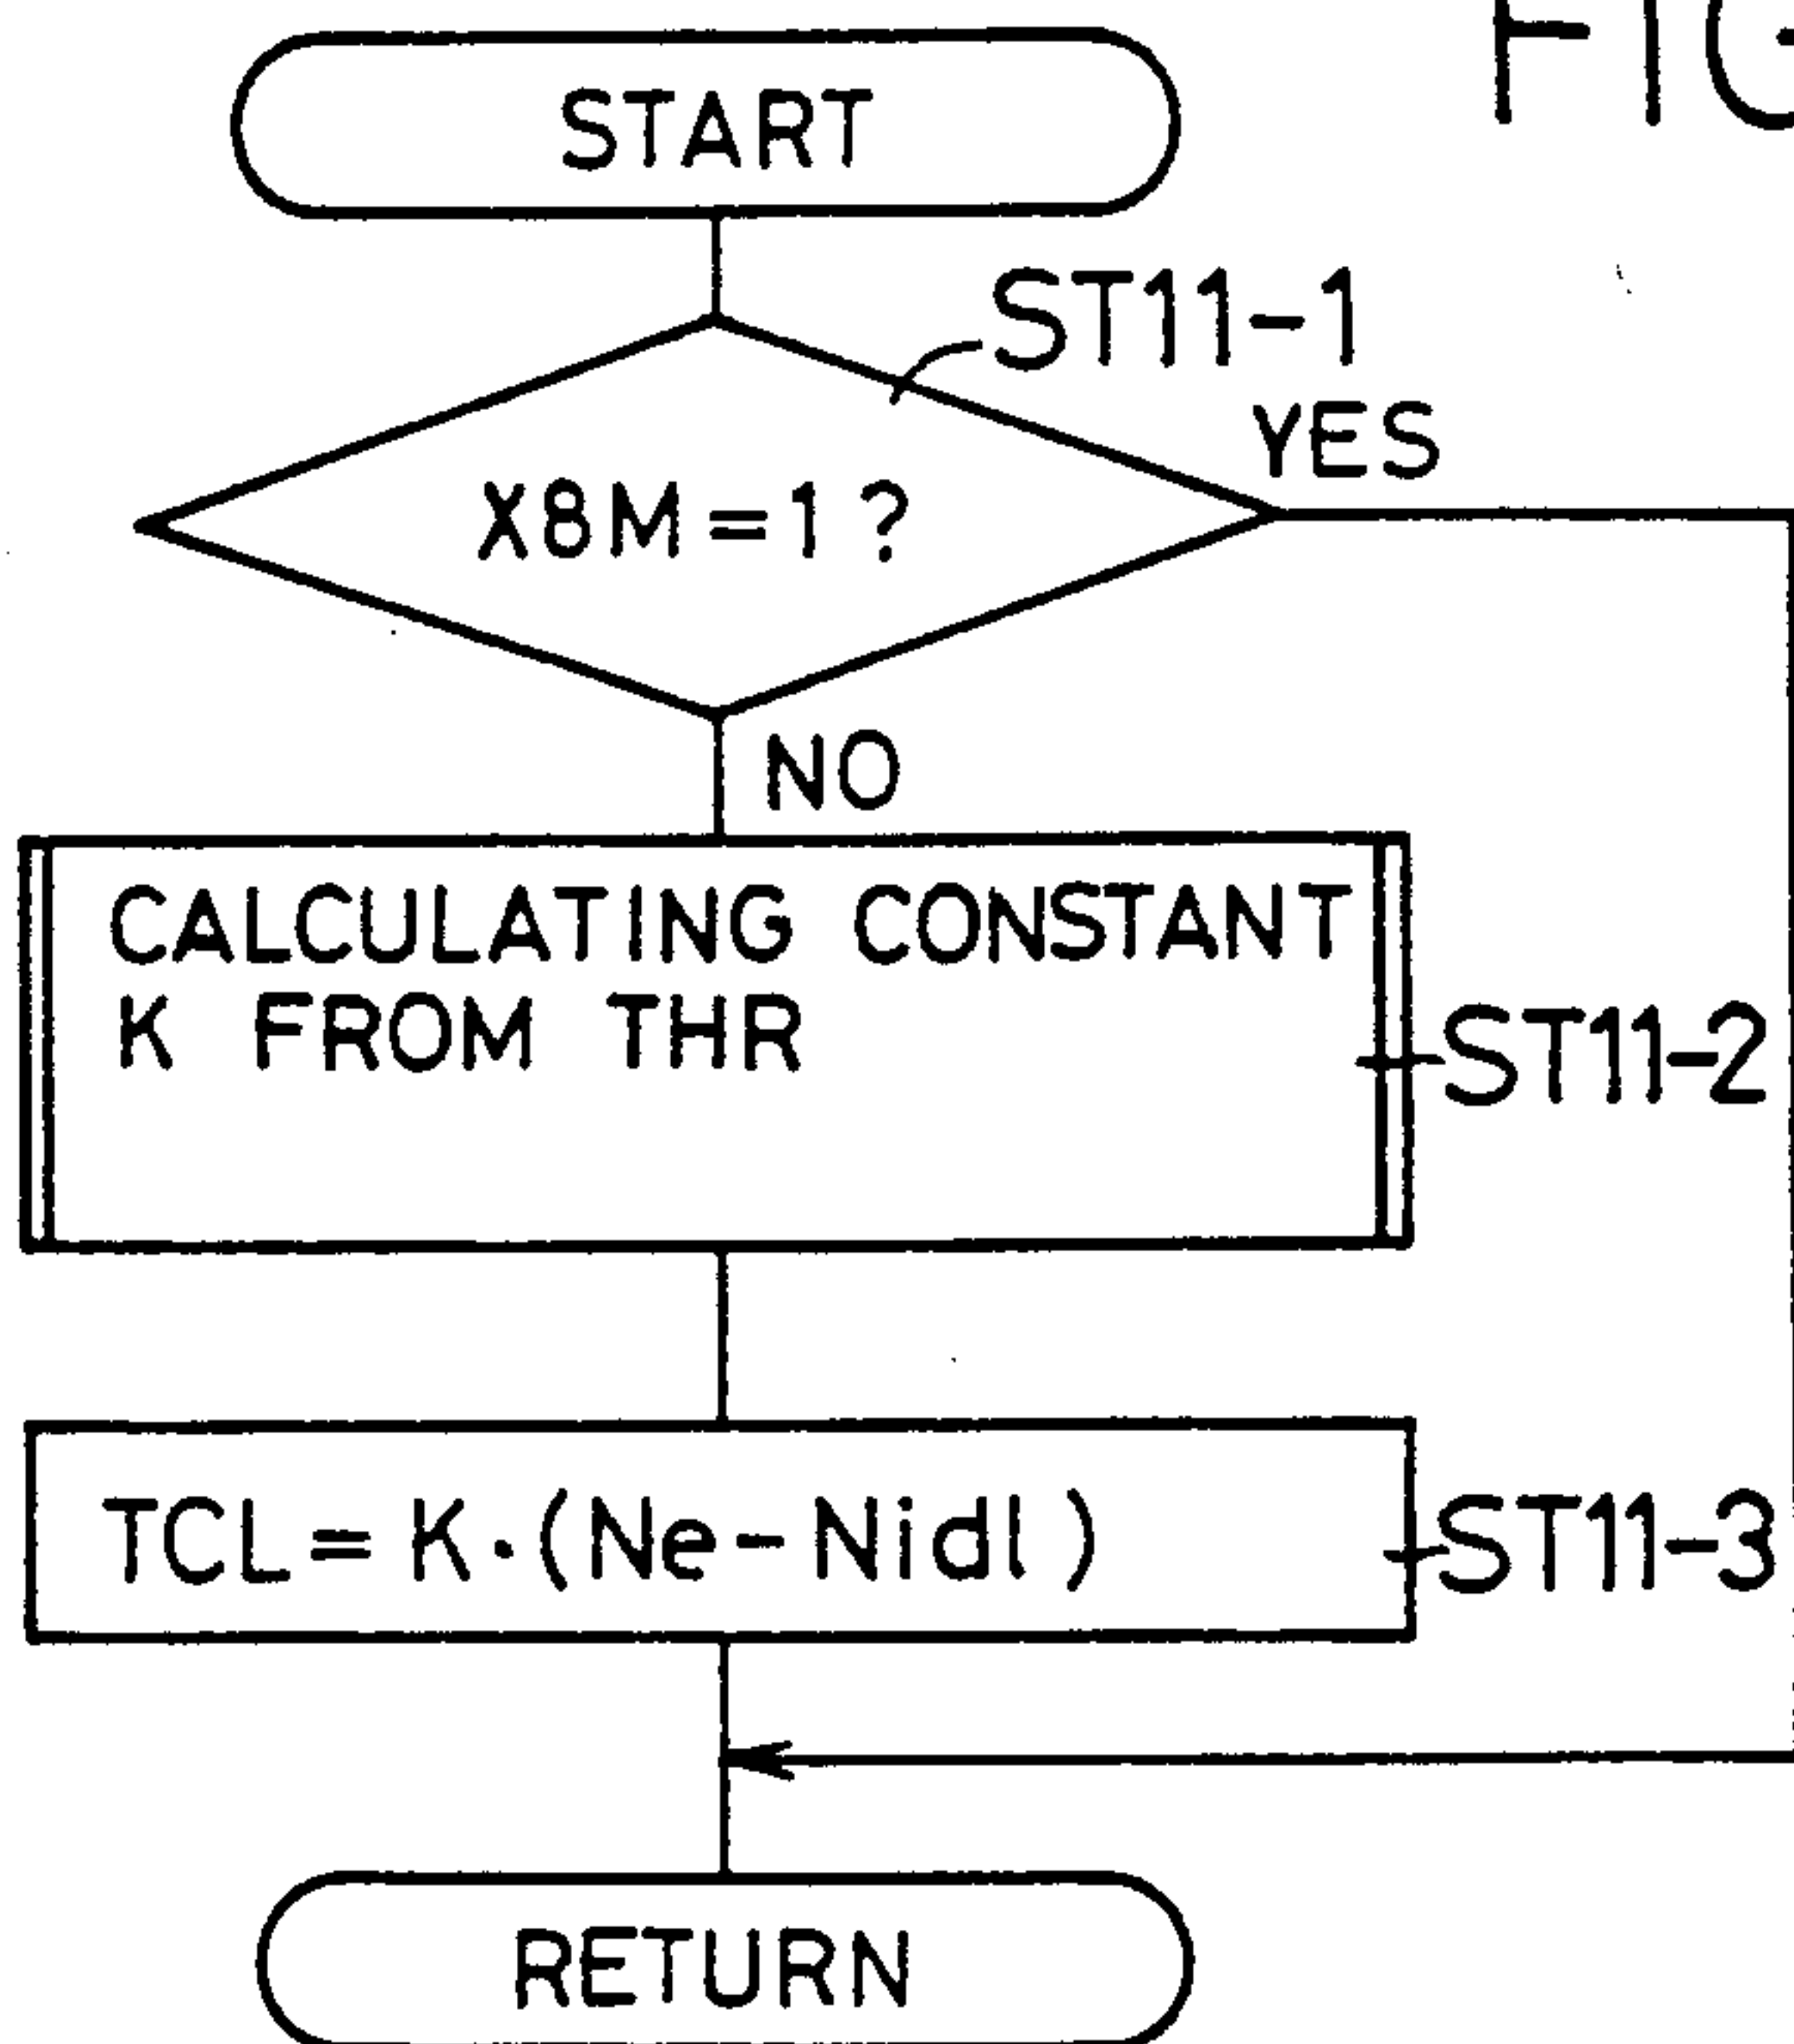 START
ST11-1
YES
X8M=1?
NO
CALCULATING CONSTANT
K FROM THR
ST11-2
TCL=K·(Ne-Nidl)
ST11-3
RETURN